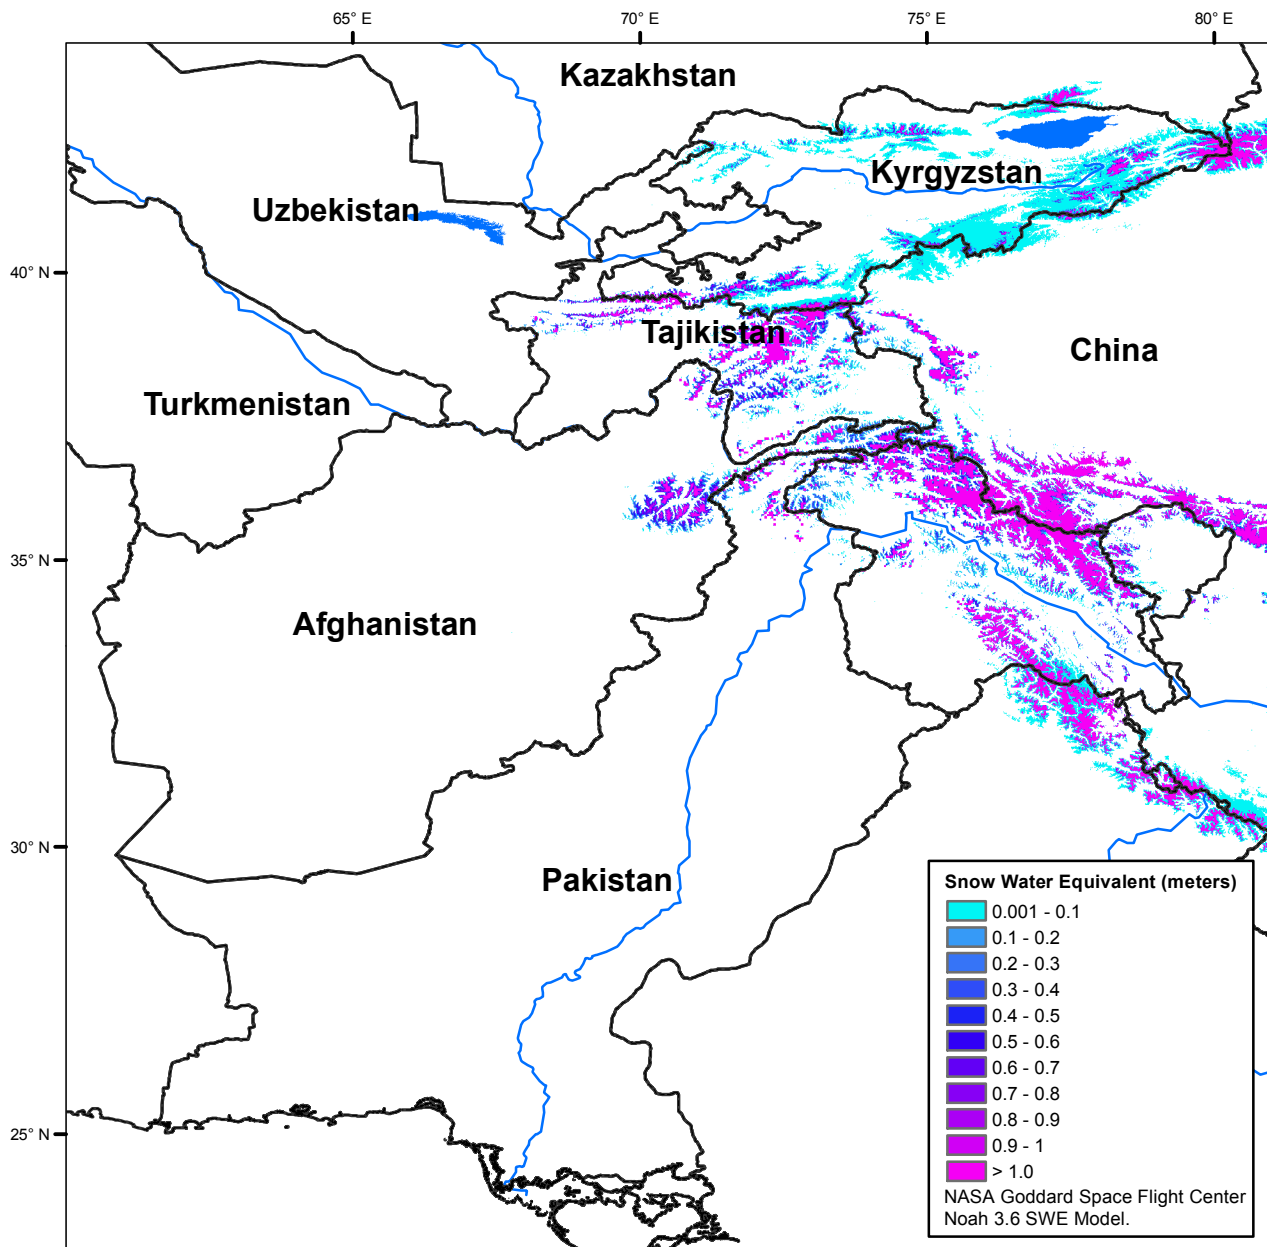 65° E
70° E
75° E
80° E
Kazakhstan
Kyrgyzstan
Uzbekistan
40° N
Tajikistan
China
Turkmenistan
35° N
Afghanistan
30° N
Pakistan
25° N
Snow Water Equivalent (meters)
0.001 - 0.1
0.1 - 0.2
0.2 - 0.3
0.3 - 0.4
0.4 - 0.5
0.5 - 0.6
0.6 - 0.7
0.7 - 0.8
0.8 - 0.9
0.9 - 1
> 1.0
NASA Goddard Space Flight Center
Noah 3.6 SWE Model.